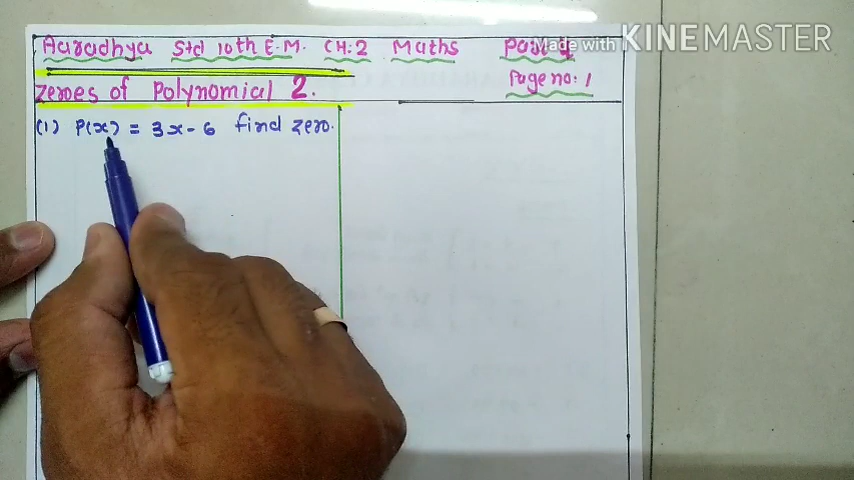 Aaradhya Std 10th E.M. CH:2 Maths
Made with KINEMASTER
Page no: 1
Zeroes of Polynomial 2.
(1) P(x) = 3x - 6 find zero.